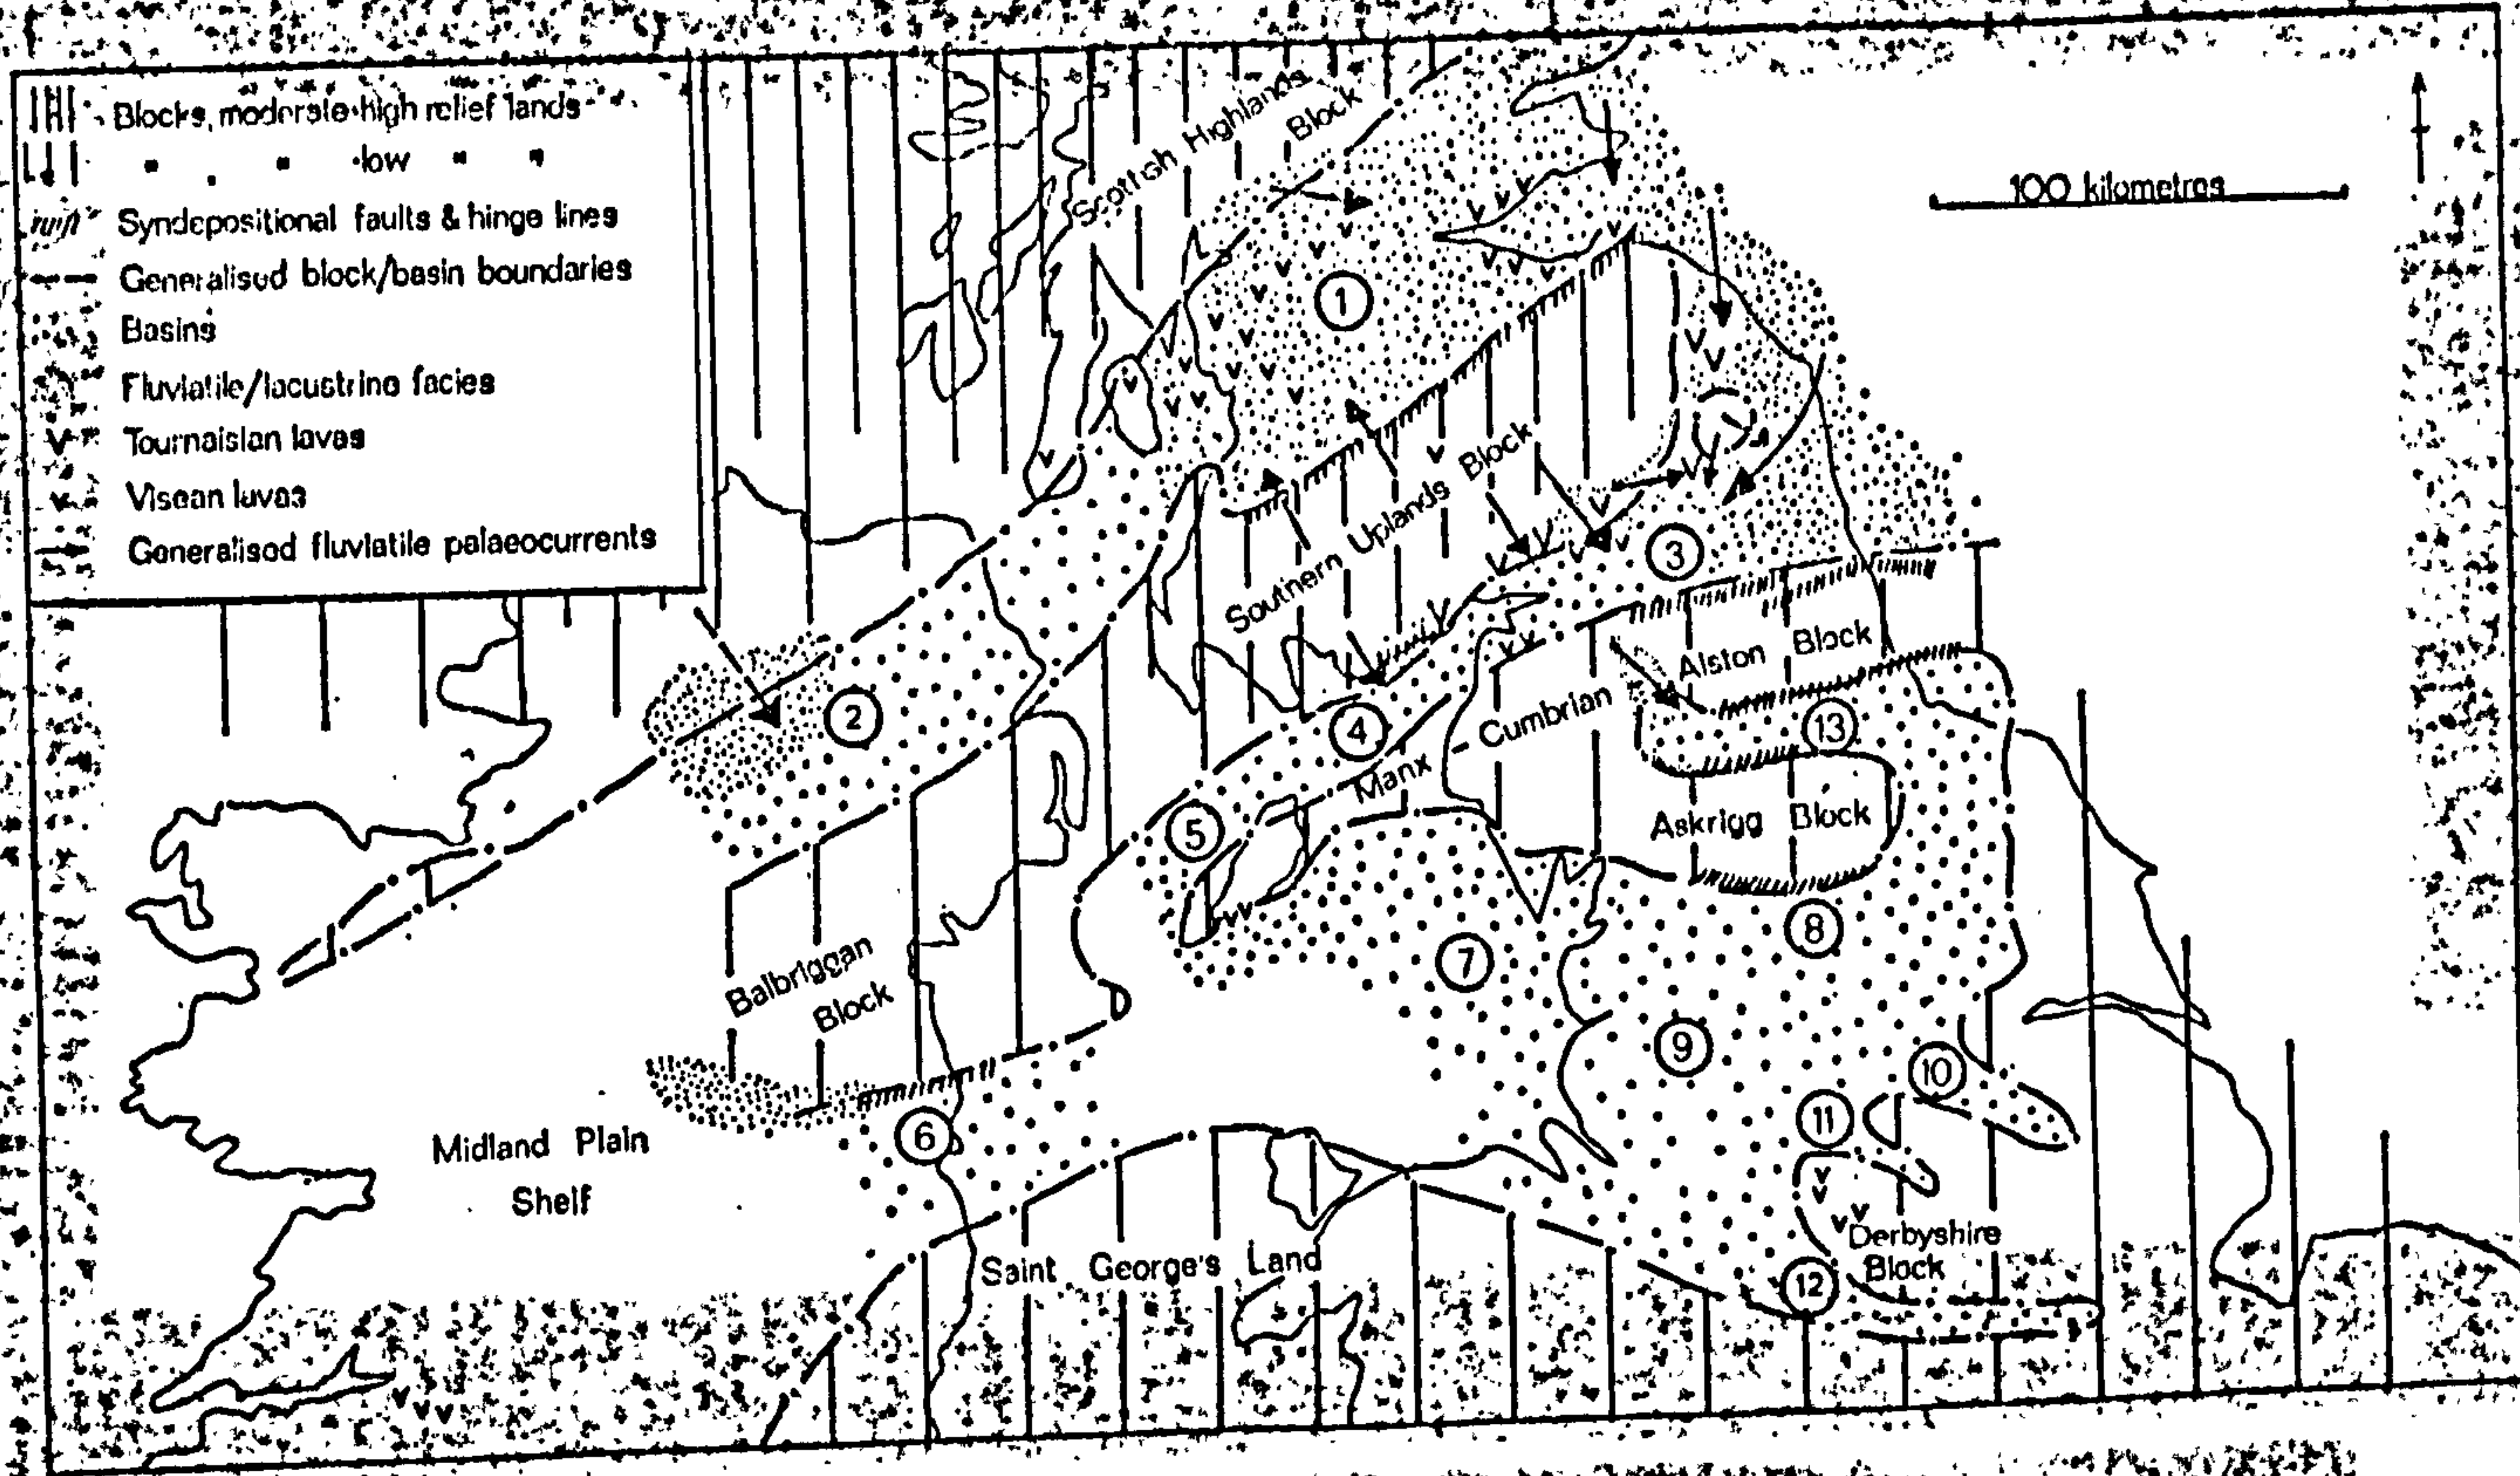 Blocks, moderate-high relief lands
" " -low " "
Syndepositional faults & hinge lines
Generalised block/basin boundaries
Basins
Fluviatile/lacustrine facies
Tournaisian lavas
Visean lavas
Generalised fluviatile palaeocurrents
100 kilometres
Scottish Highlands
Block
1
Southern Uplands Block
3
Alston Block
2
4
Cumbrian
13
Manx
5
Askrigg Block
8
7
Balbriggan
Block
9
10
11
6
Midland Plain
Shelf
Saint George's Land
Derbyshire
Block
12